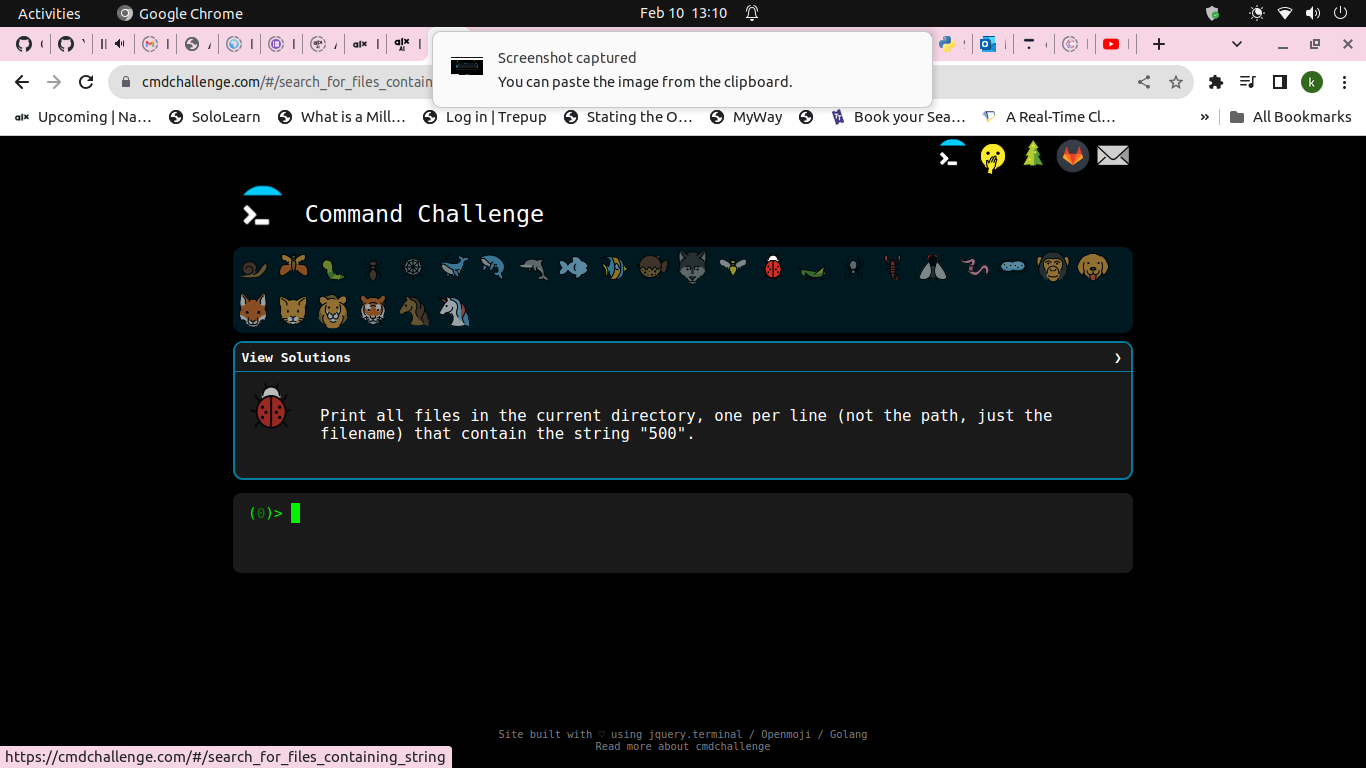 Activities
Google Chrome
Feb 10 13:10
Screenshot captured
You can paste the image from the clipboard.
cmdchallenge.com/#/search_for_files_contain
k
Upcoming | Na…
SoloLearn
What is a Mill…
Log in | Trepup
Stating the O…
MyWay
Book your Sea…
A Real-Time Cl…
»
All Bookmarks
Command Challenge
View Solutions
Print all files in the current directory, one per line (not the path, just the
filename) that contain the string "500".
(0)>
Site built with ♡ using jquery.terminal / Openmoji / Golang
Read more about cmdchallenge
https://cmdchallenge.com/#/search_for_files_containing_string